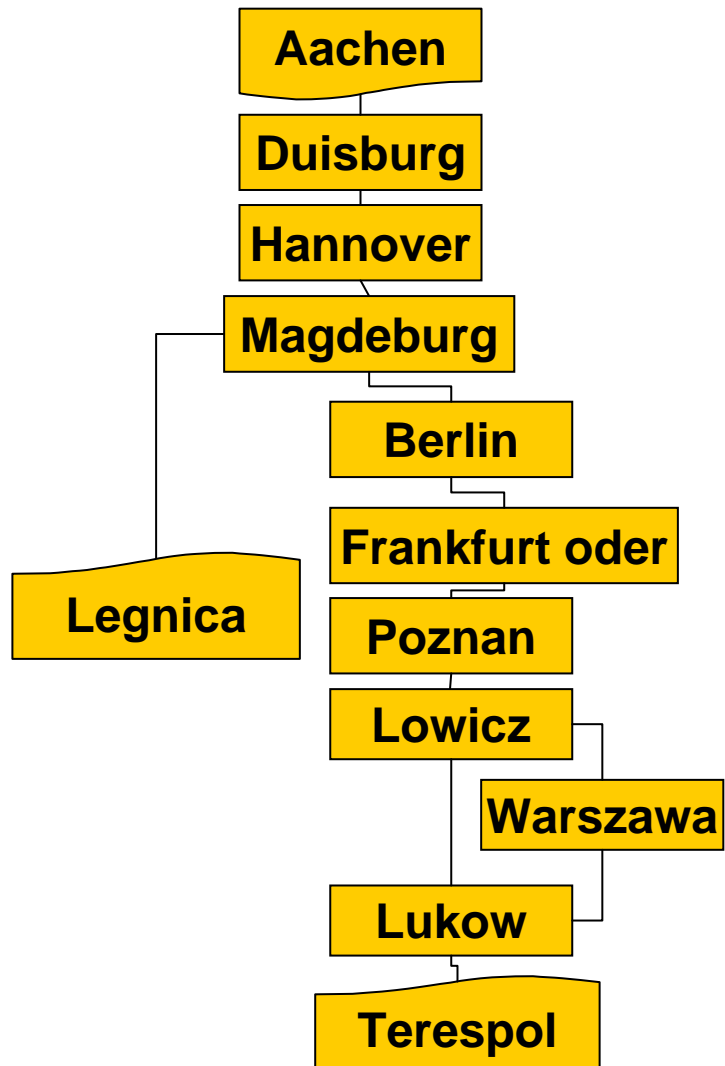 Aachen
Duisburg
Hannover
Magdeburg
Berlin
Frankfurt oder
Legnica
Poznan
Lowicz
Warszawa
Lukow
Terespol